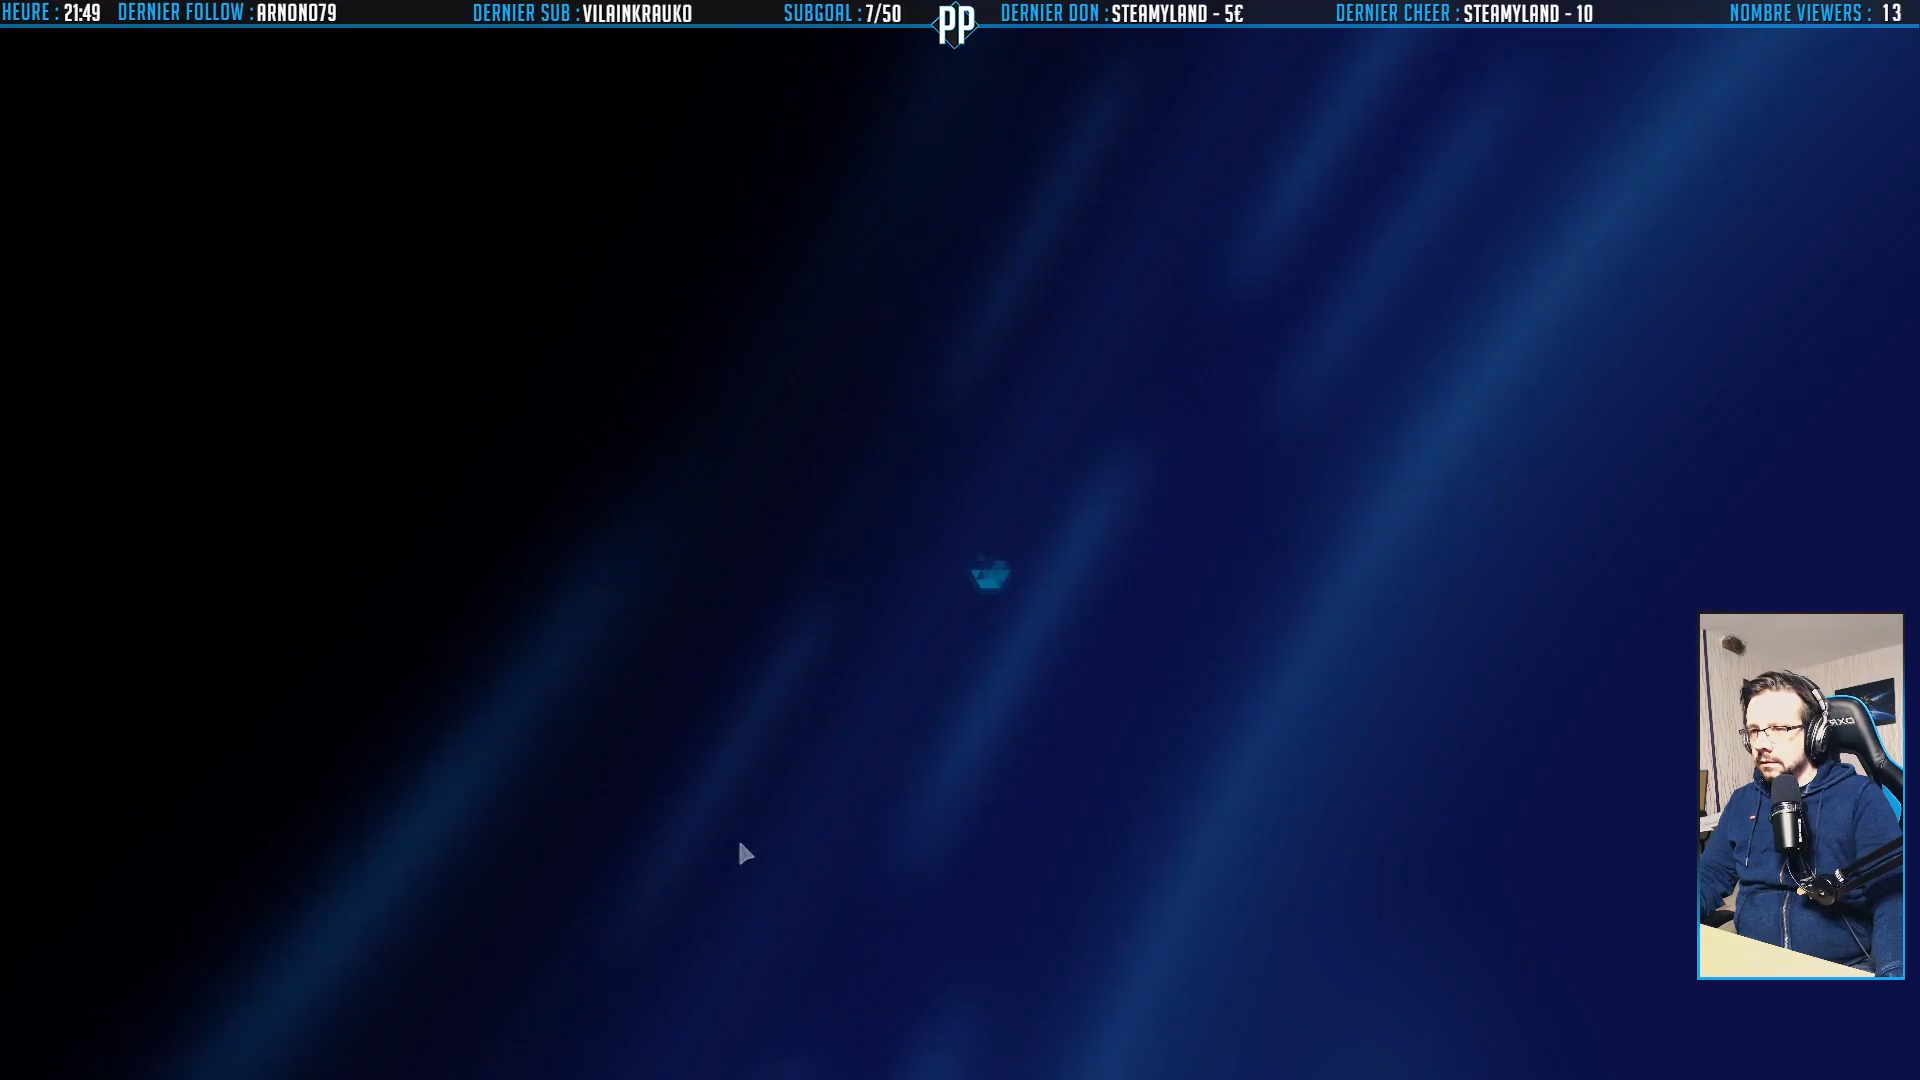 HEURE : 21:49 DERNIER FOLLOW : ARNONO79 DERNIER SUB : VILAINKRAUKO SUBGOAL : 7/50 PP DERNIER DON : STEAMYLAND - 5€ DERNIER CHEER : STEAMYLAND - 10 NOMBRE VIEWERS : 13